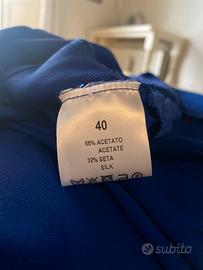 40
68% ACETATO
ACETATE
32% SETA
SILK
subito